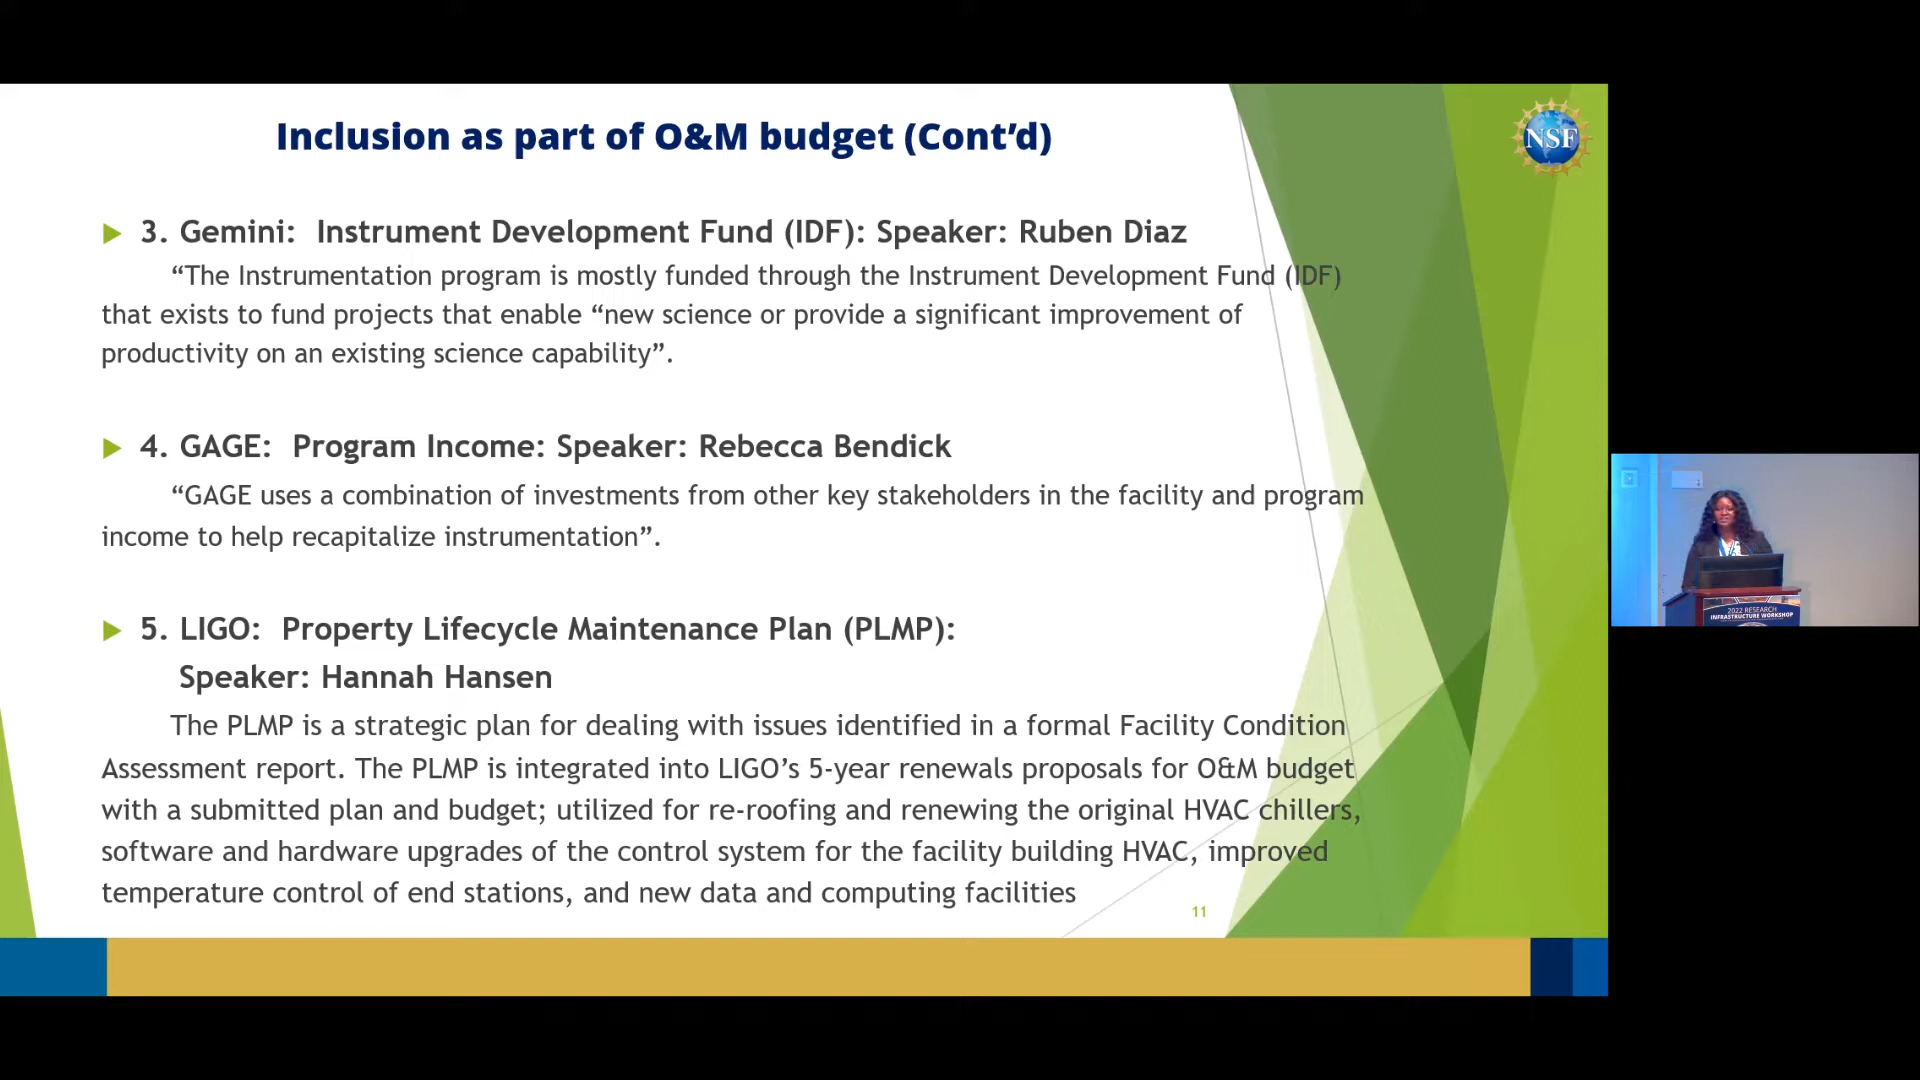 Inclusion as part of O&M budget (Cont’d)
NSF
3. Gemini:  Instrument Development Fund (IDF): Speaker: Ruben Diaz
“The Instrumentation program is mostly funded through the Instrument Development Fund (IDF)
that exists to fund projects that enable “new science or provide a significant improvement of
productivity on an existing science capability”.
4. GAGE:  Program Income: Speaker: Rebecca Bendick
“GAGE uses a combination of investments from other key stakeholders in the facility and program
income to help recapitalize instrumentation”.
5. LIGO:  Property Lifecycle Maintenance Plan (PLMP):
Speaker: Hannah Hansen
The PLMP is a strategic plan for dealing with issues identified in a formal Facility Condition
Assessment report. The PLMP is integrated into LIGO’s 5-year renewals proposals for O&M budget
with a submitted plan and budget; utilized for re-roofing and renewing the original HVAC chillers,
software and hardware upgrades of the control system for the facility building HVAC, improved
temperature control of end stations, and new data and computing facilities
11
2022 RESEARCH
INFRASTRUCTURE WORKSHOP